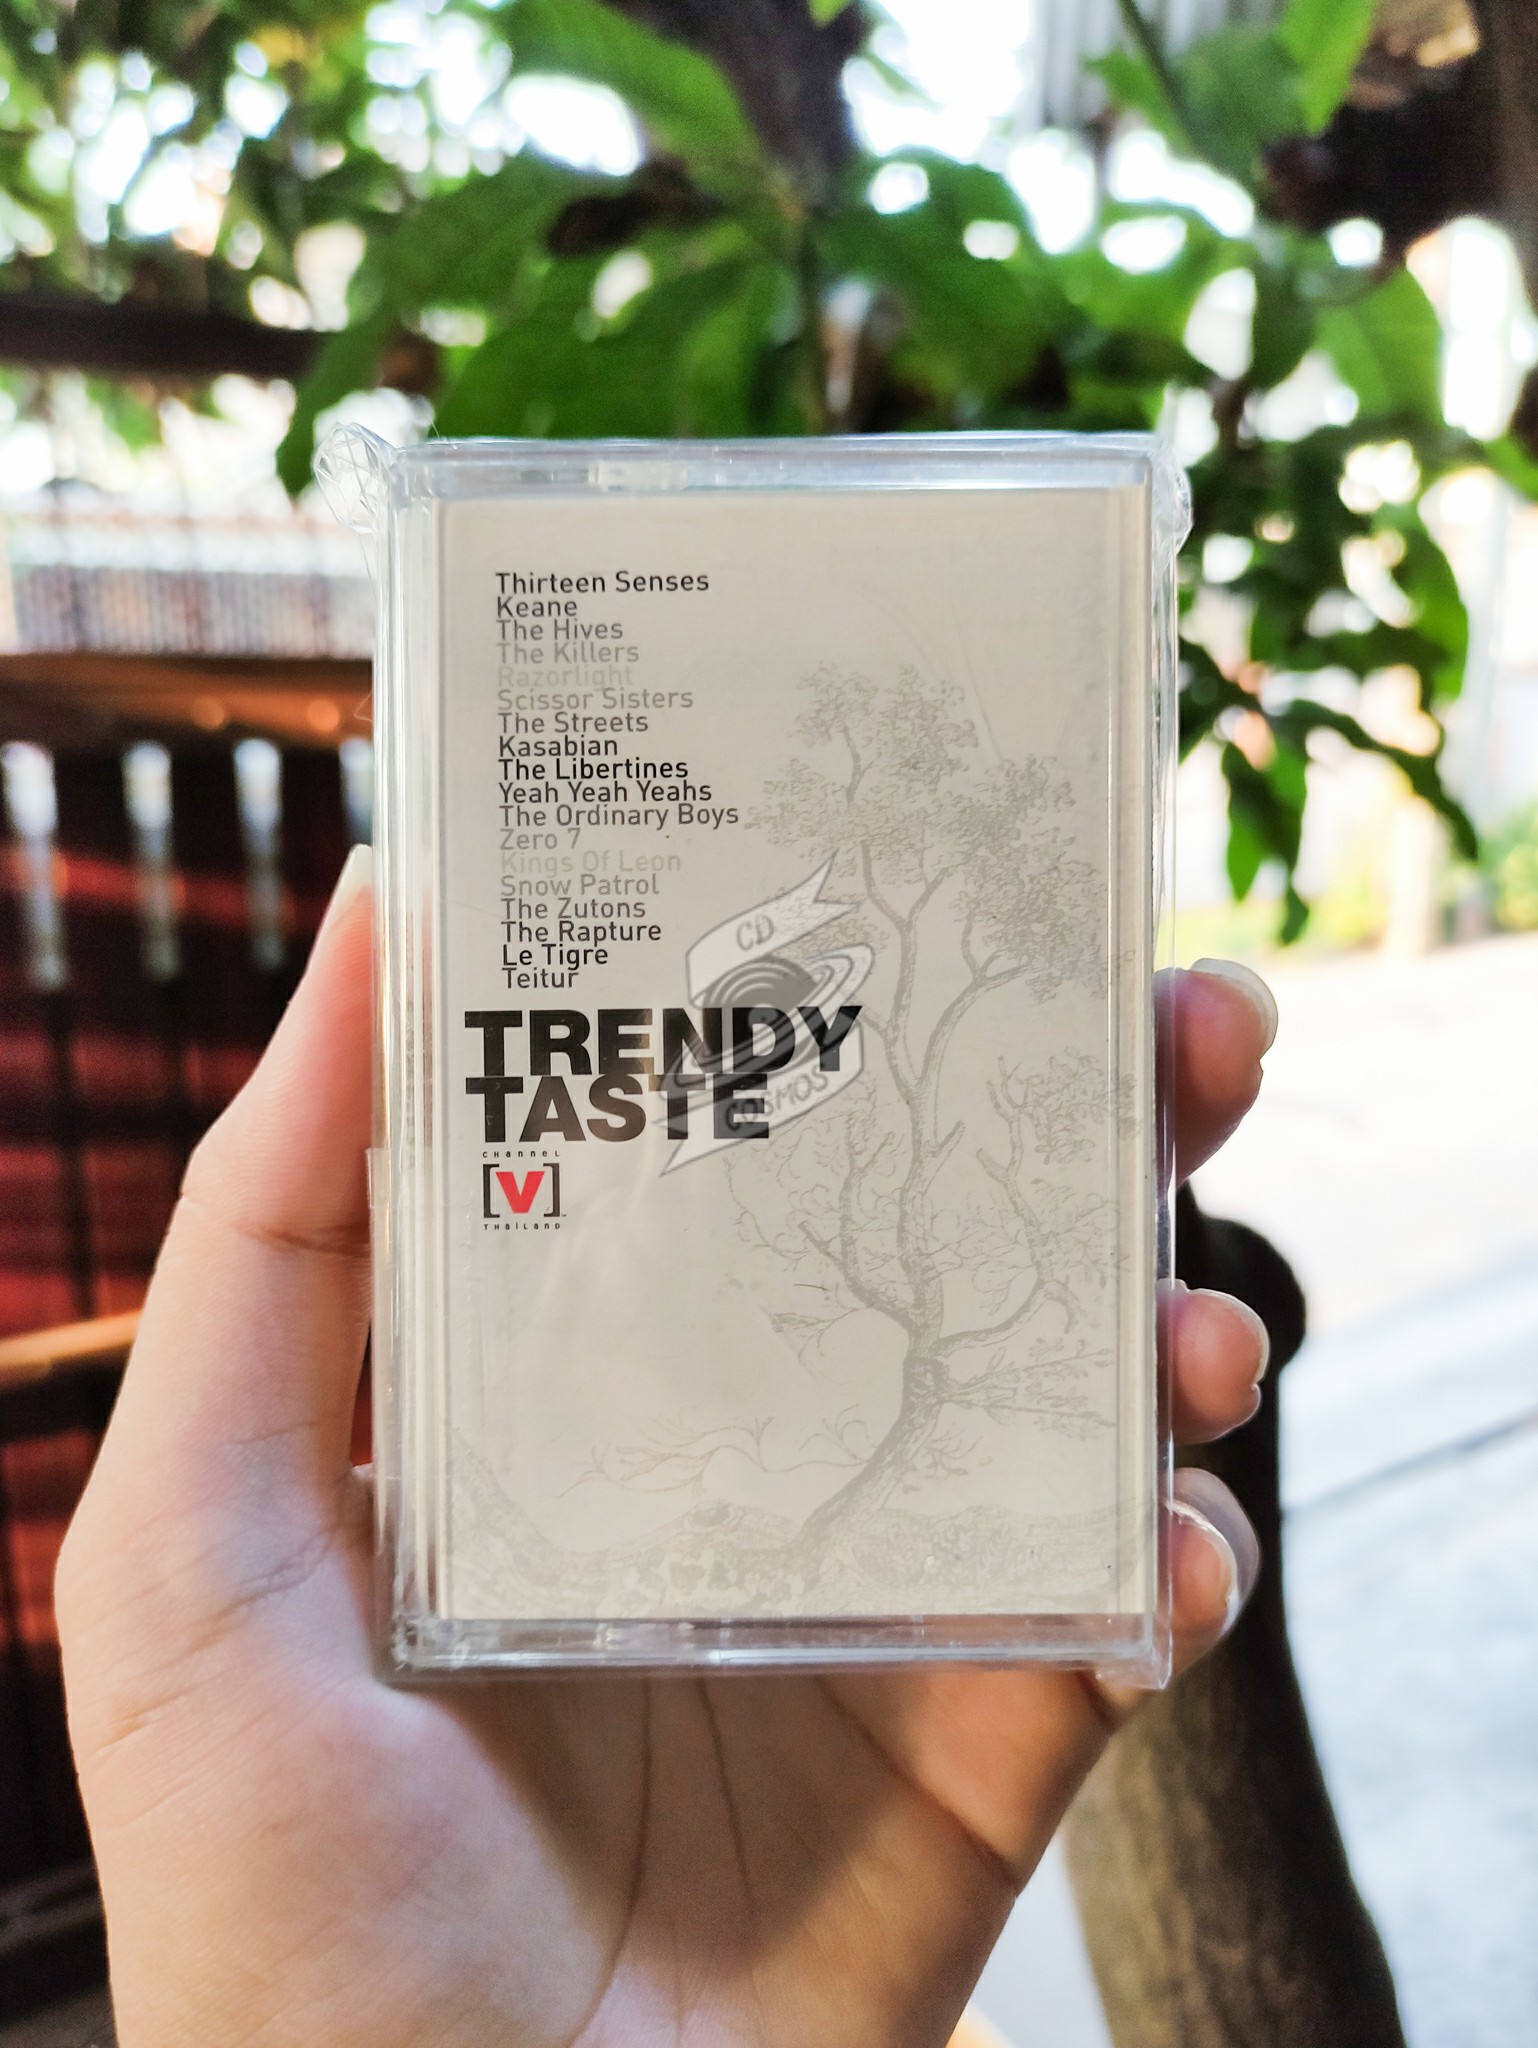 Thirteen Senses
Keane
The Hives
The Killers
Razorlight
Scissor Sisters
The Streets
Kasabian
The Libertines
Yeah Yeah Yeahs
The Ordinary Boys
Zero 7
Kings Of Leon
Snow Patrol
The Zutons
The Rapture
Le Tigre
Teitur
TRENDY
TASTE
CHanneL
[V]™
THaiLanD
CD
COSMOS